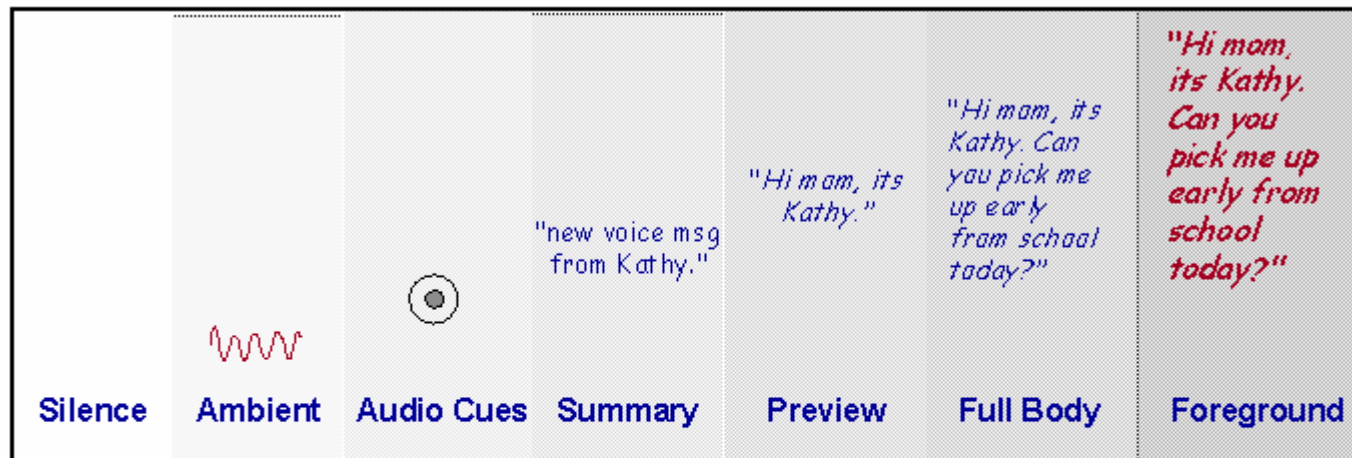 "new voice msg
from Kathy."
"Hi mom, its
Kathy."
"Hi mom, its
Kathy. Can
you pick me
up early
from school
today?"
"Hi mom,
its Kathy.
Can you
pick me up
early from
school
today?"
Silence Ambient Audio Cues Summary Preview Full Body Foreground